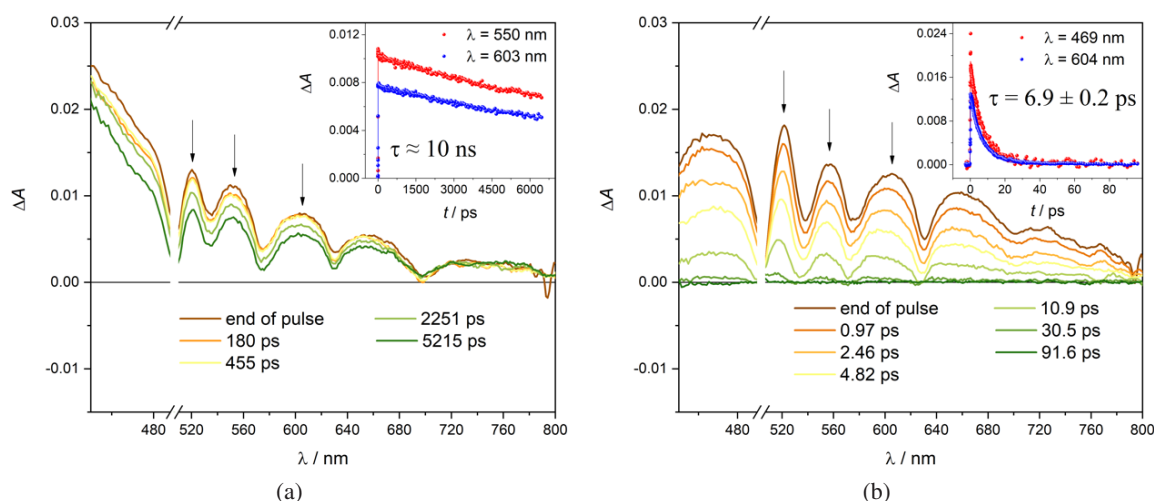 0.03
0.02
0.01
0.00
-0.01
ΔA
480 520 560 600 640 680 720 760 800
λ / nm
end of pulse
180 ps
455 ps
2251 ps
5215 ps
0.012
0.008
0.004
0.000
ΔA
λ = 550 nm
λ = 603 nm
τ ≈ 10 ns
0 1500 3000 4500 6000
t / ps
(a)
0.03
0.02
0.01
0.00
-0.01
ΔA
480 520 560 600 640 680 720 760 800
λ / nm
end of pulse
0.97 ps
2.46 ps
4.82 ps
10.9 ps
30.5 ps
91.6 ps
0.024
0.016
0.008
0.000
ΔA
λ = 469 nm
λ = 604 nm
τ = 6.9 ± 0.2 ps
0 20 40 60 80
t / ps
(b)